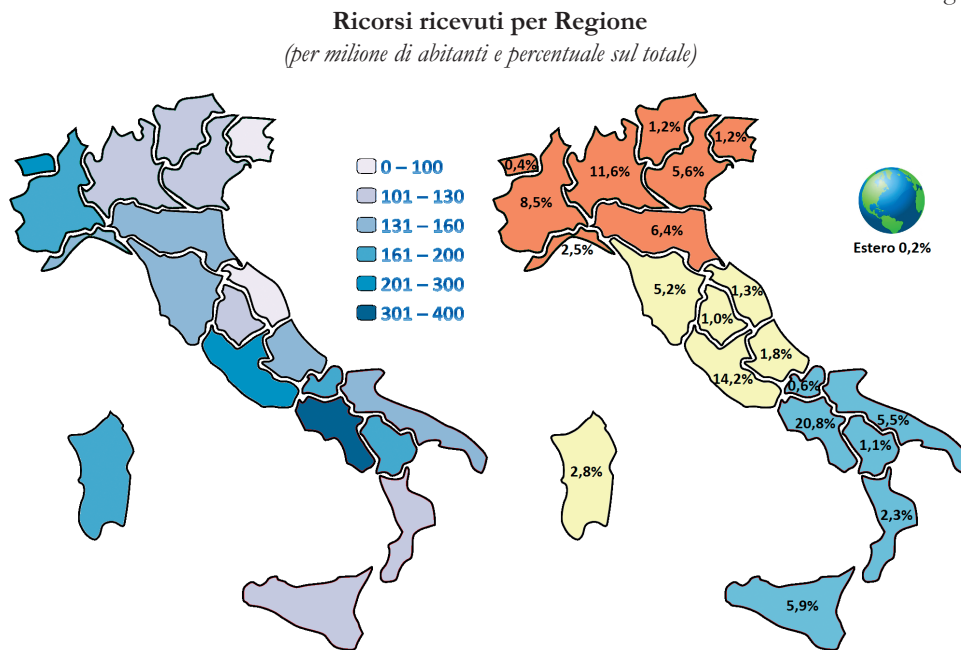 g
Ricorsi ricevuti per Regione
(per milione di abitanti e percentuale sul totale)
0 – 100
101 – 130
131 – 160
161 – 200
201 – 300
301 – 400
1,2%
1,2%
0,4%
11,6%
5,6%
8,5%
6,4%
2,5%
Estero 0,2%
5,2%
1,3%
1,0%
1,8%
14,2%
0,6%
20,8%
5,5%
1,1%
2,8%
2,3%
5,9%